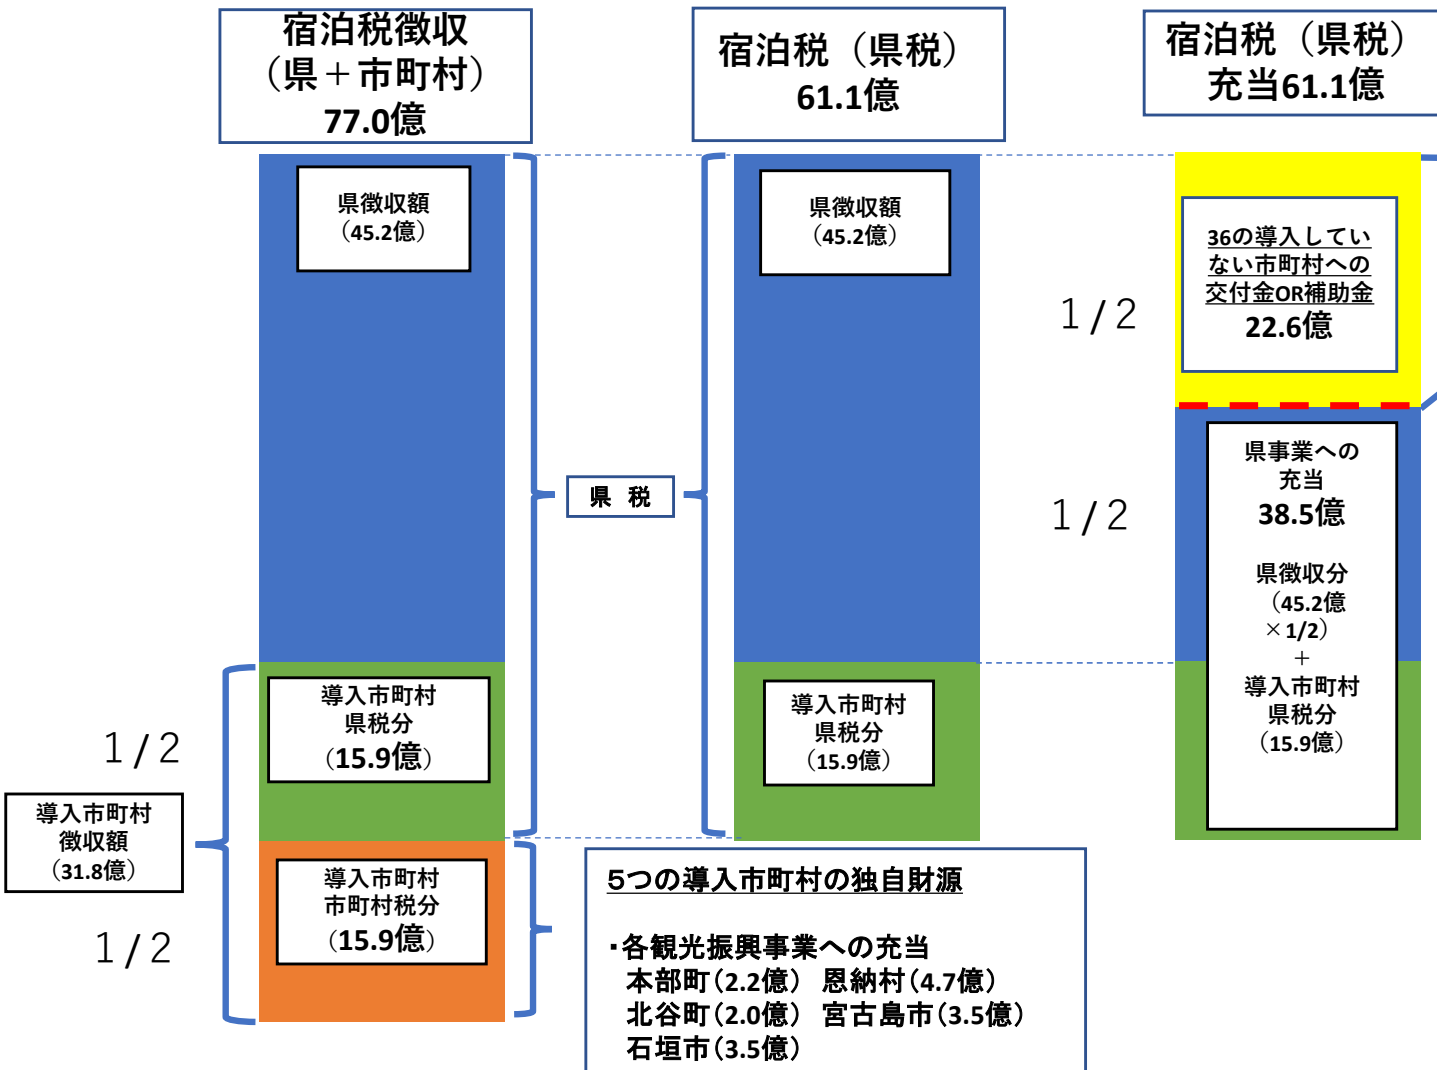 宿泊税徴収
（県＋市町村）
77.0億
宿泊税（県税）
61.1億
宿泊税（県税）
充当61.1億
県徴収額
（45.2億）
県徴収額
（45.2億）
36の導入してい
ない市町村への
交付金OR補助金
22.6億
1/2
1/2
県 税
県事業への
充当
38.5億
県徴収分
（45.2億
×1/2）
+
導入市町村
県税分
（15.9億）
導入市町村
県税分
（15.9億）
導入市町村
県税分
（15.9億）
1/2
導入市町村
徴収額
（31.8億）
1/2
導入市町村
市町村税分
（15.9億）
5つの導入市町村の独自財源
・各観光振興事業への充当
本部町（2.2億） 恩納村（4.7億）
北谷町（2.0億） 宮古島市（3.5億）
石垣市（3.5億）